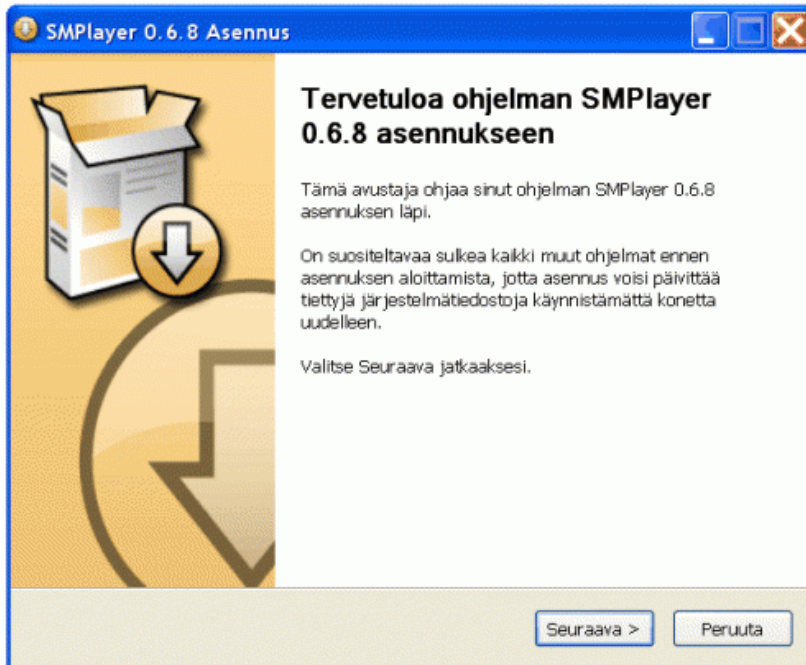 SMPlayer 0.6.8 Asennus
Tervetuloa ohjelman SMPlayer
0.6.8 asennukseen
Tämä avustaja ohjaa sinut ohjelman SMPlayer 0.6.8
asennuksen läpi.
On suositeltavaa sulkea kaikki muut ohjelmat ennen
asennuksen aloittamista, jotta asennus voisi päivittää
tiettyjä järjestelmätiedostoja käynnistämättä konetta
uudelleen.
Valitse Seuraava jatkaaksesi.
Seuraava >
Peruuta